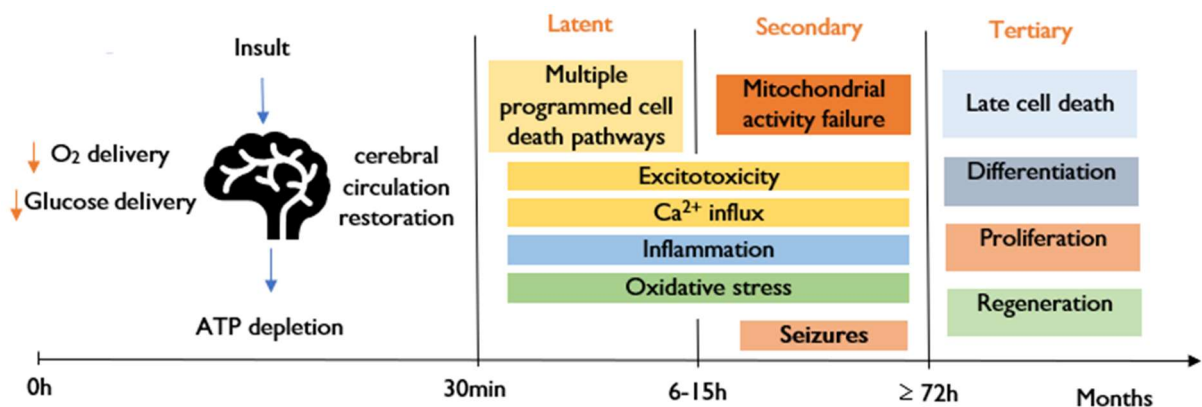 Insult
↓ O₂ delivery
↓ Glucose delivery
cerebral
circulation
restoration
ATP depletion
Latent
Multiple
programmed cell
death pathways
Secondary
Mitochondrial
activity failure
Excitotoxicity
Ca²⁺ influx
Inflammation
Oxidative stress
Seizures
Tertiary
Late cell death
Differentiation
Proliferation
Regeneration
0h
30min
6-15h
≥ 72h
Months